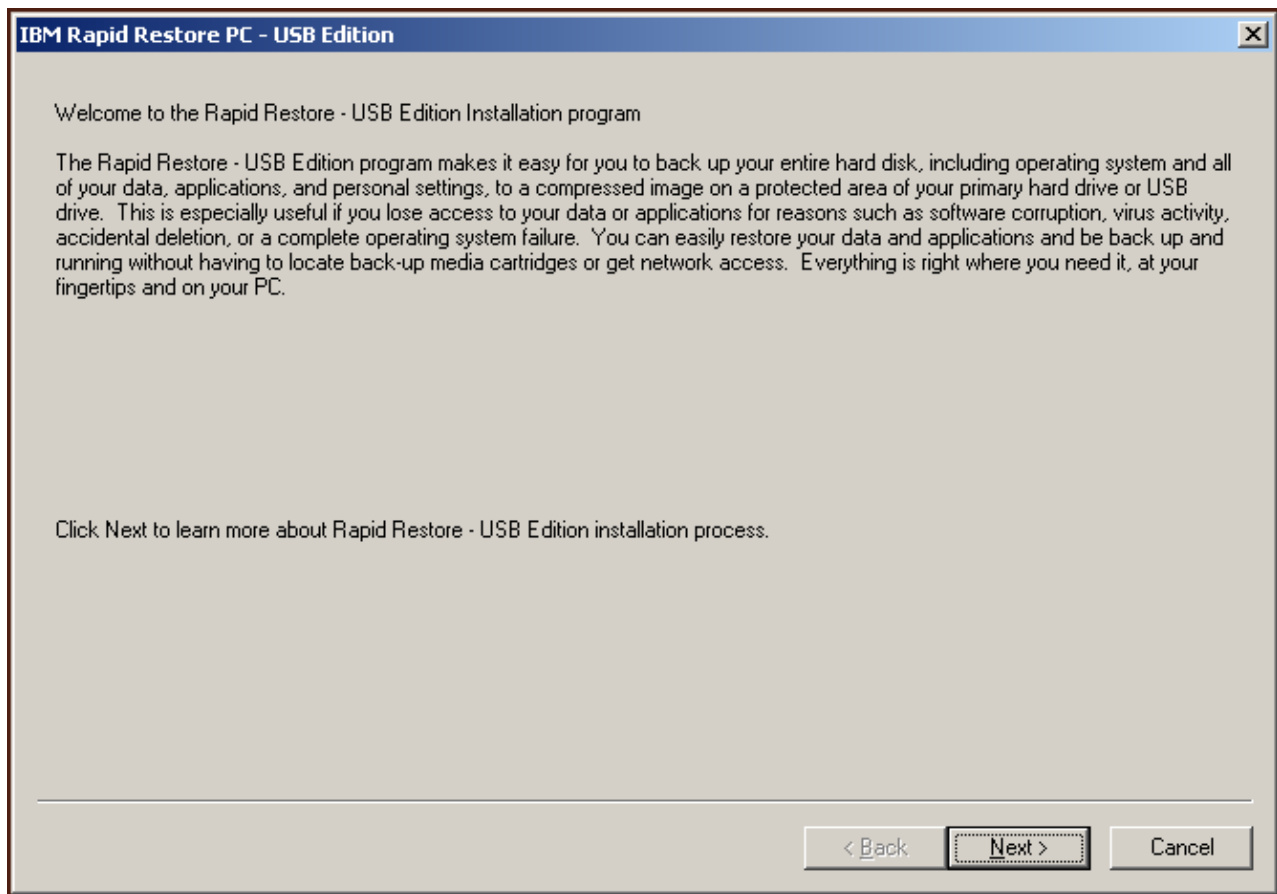 IBM Rapid Restore PC - USB Edition
Welcome to the Rapid Restore - USB Edition Installation program
The Rapid Restore - USB Edition program makes it easy for you to back up your entire hard disk, including operating system and all
of your data, applications, and personal settings, to a compressed image on a protected area of your primary hard drive or USB
drive.  This is especially useful if you lose access to your data or applications for reasons such as software corruption, virus activity,
accidental deletion, or a complete operating system failure.  You can easily restore your data and applications and be back up and
running without having to locate back-up media cartridges or get network access.  Everything is right where you need it, at your
fingertips and on your PC.
Click Next to learn more about Rapid Restore - USB Edition installation process.
< Back
Next >
Cancel